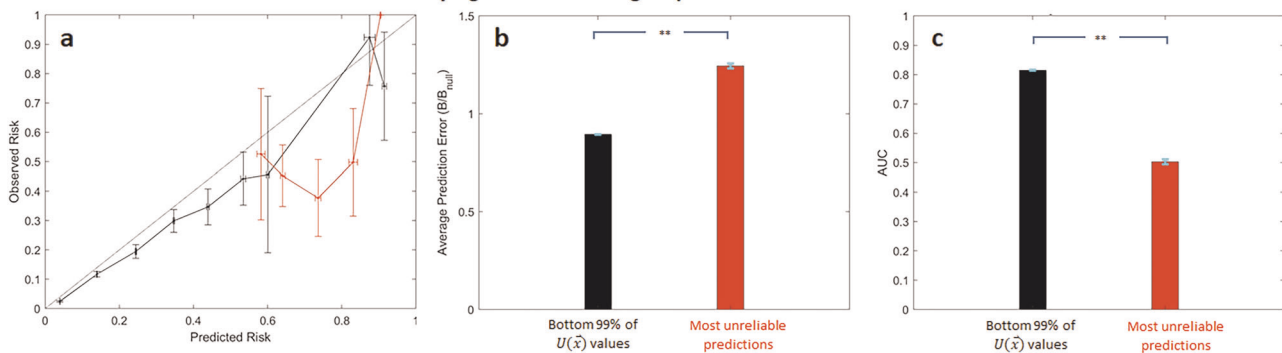 a
1
0.9
0.8
0.7
0.6
0.5
0.4
0.3
0.2
0.1
0
Observed Risk
0 0.2 0.4 0.6 0.8 1
Predicted Risk
b
1.5
1
0.5
0
Average Prediction Error (B/B_null)
**
Bottom 99% of
U(x⃗) values
Most unreliable
predictions
c
1
0.9
0.8
0.7
0.6
0.5
0.4
0.3
0.2
0.1
0
AUC
**
Bottom 99% of
U(x⃗) values
Most unreliable
predictions